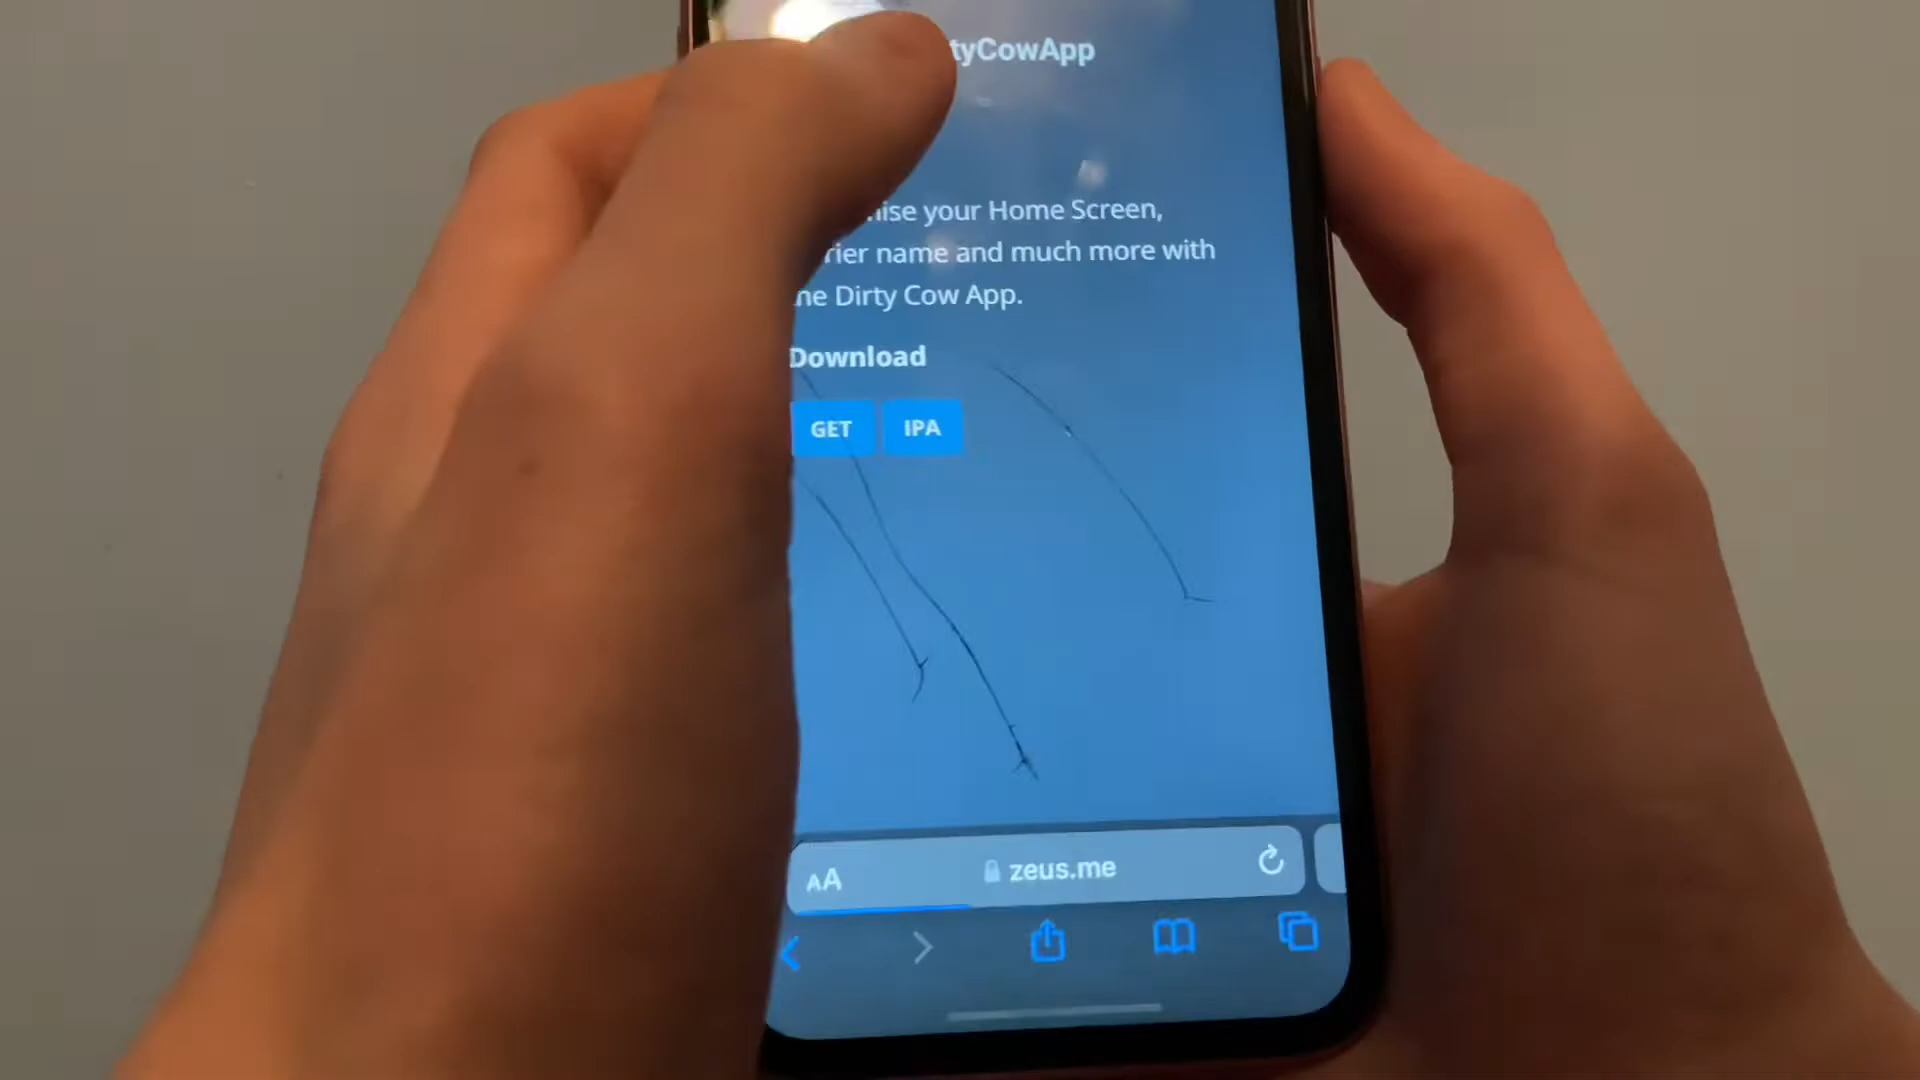 tyCowApp
ise your Home Screen,
rier name and much more with
he Dirty Cow App.
Download
GET IPA
AA zeus.me